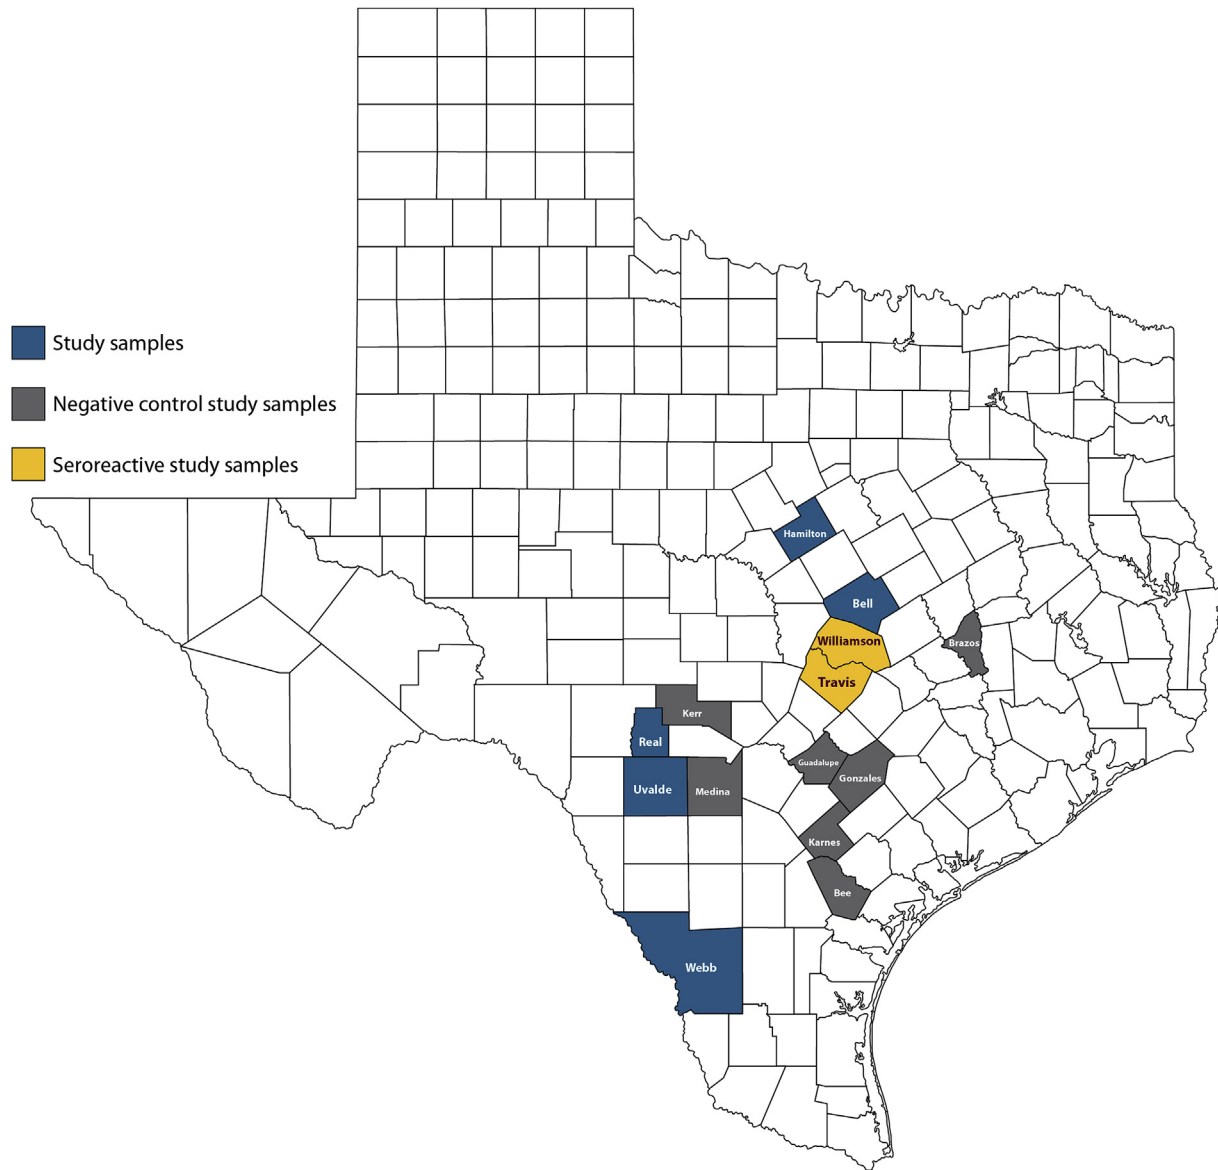 Study samples
Negative control study samples
Seroreactive study samples
Hamilton
Bell
Williamson
Brazos
Travis
Kerr
Real
Guadalupe
Gonzales
Uvalde
Medina
Karnes
Bee
Webb